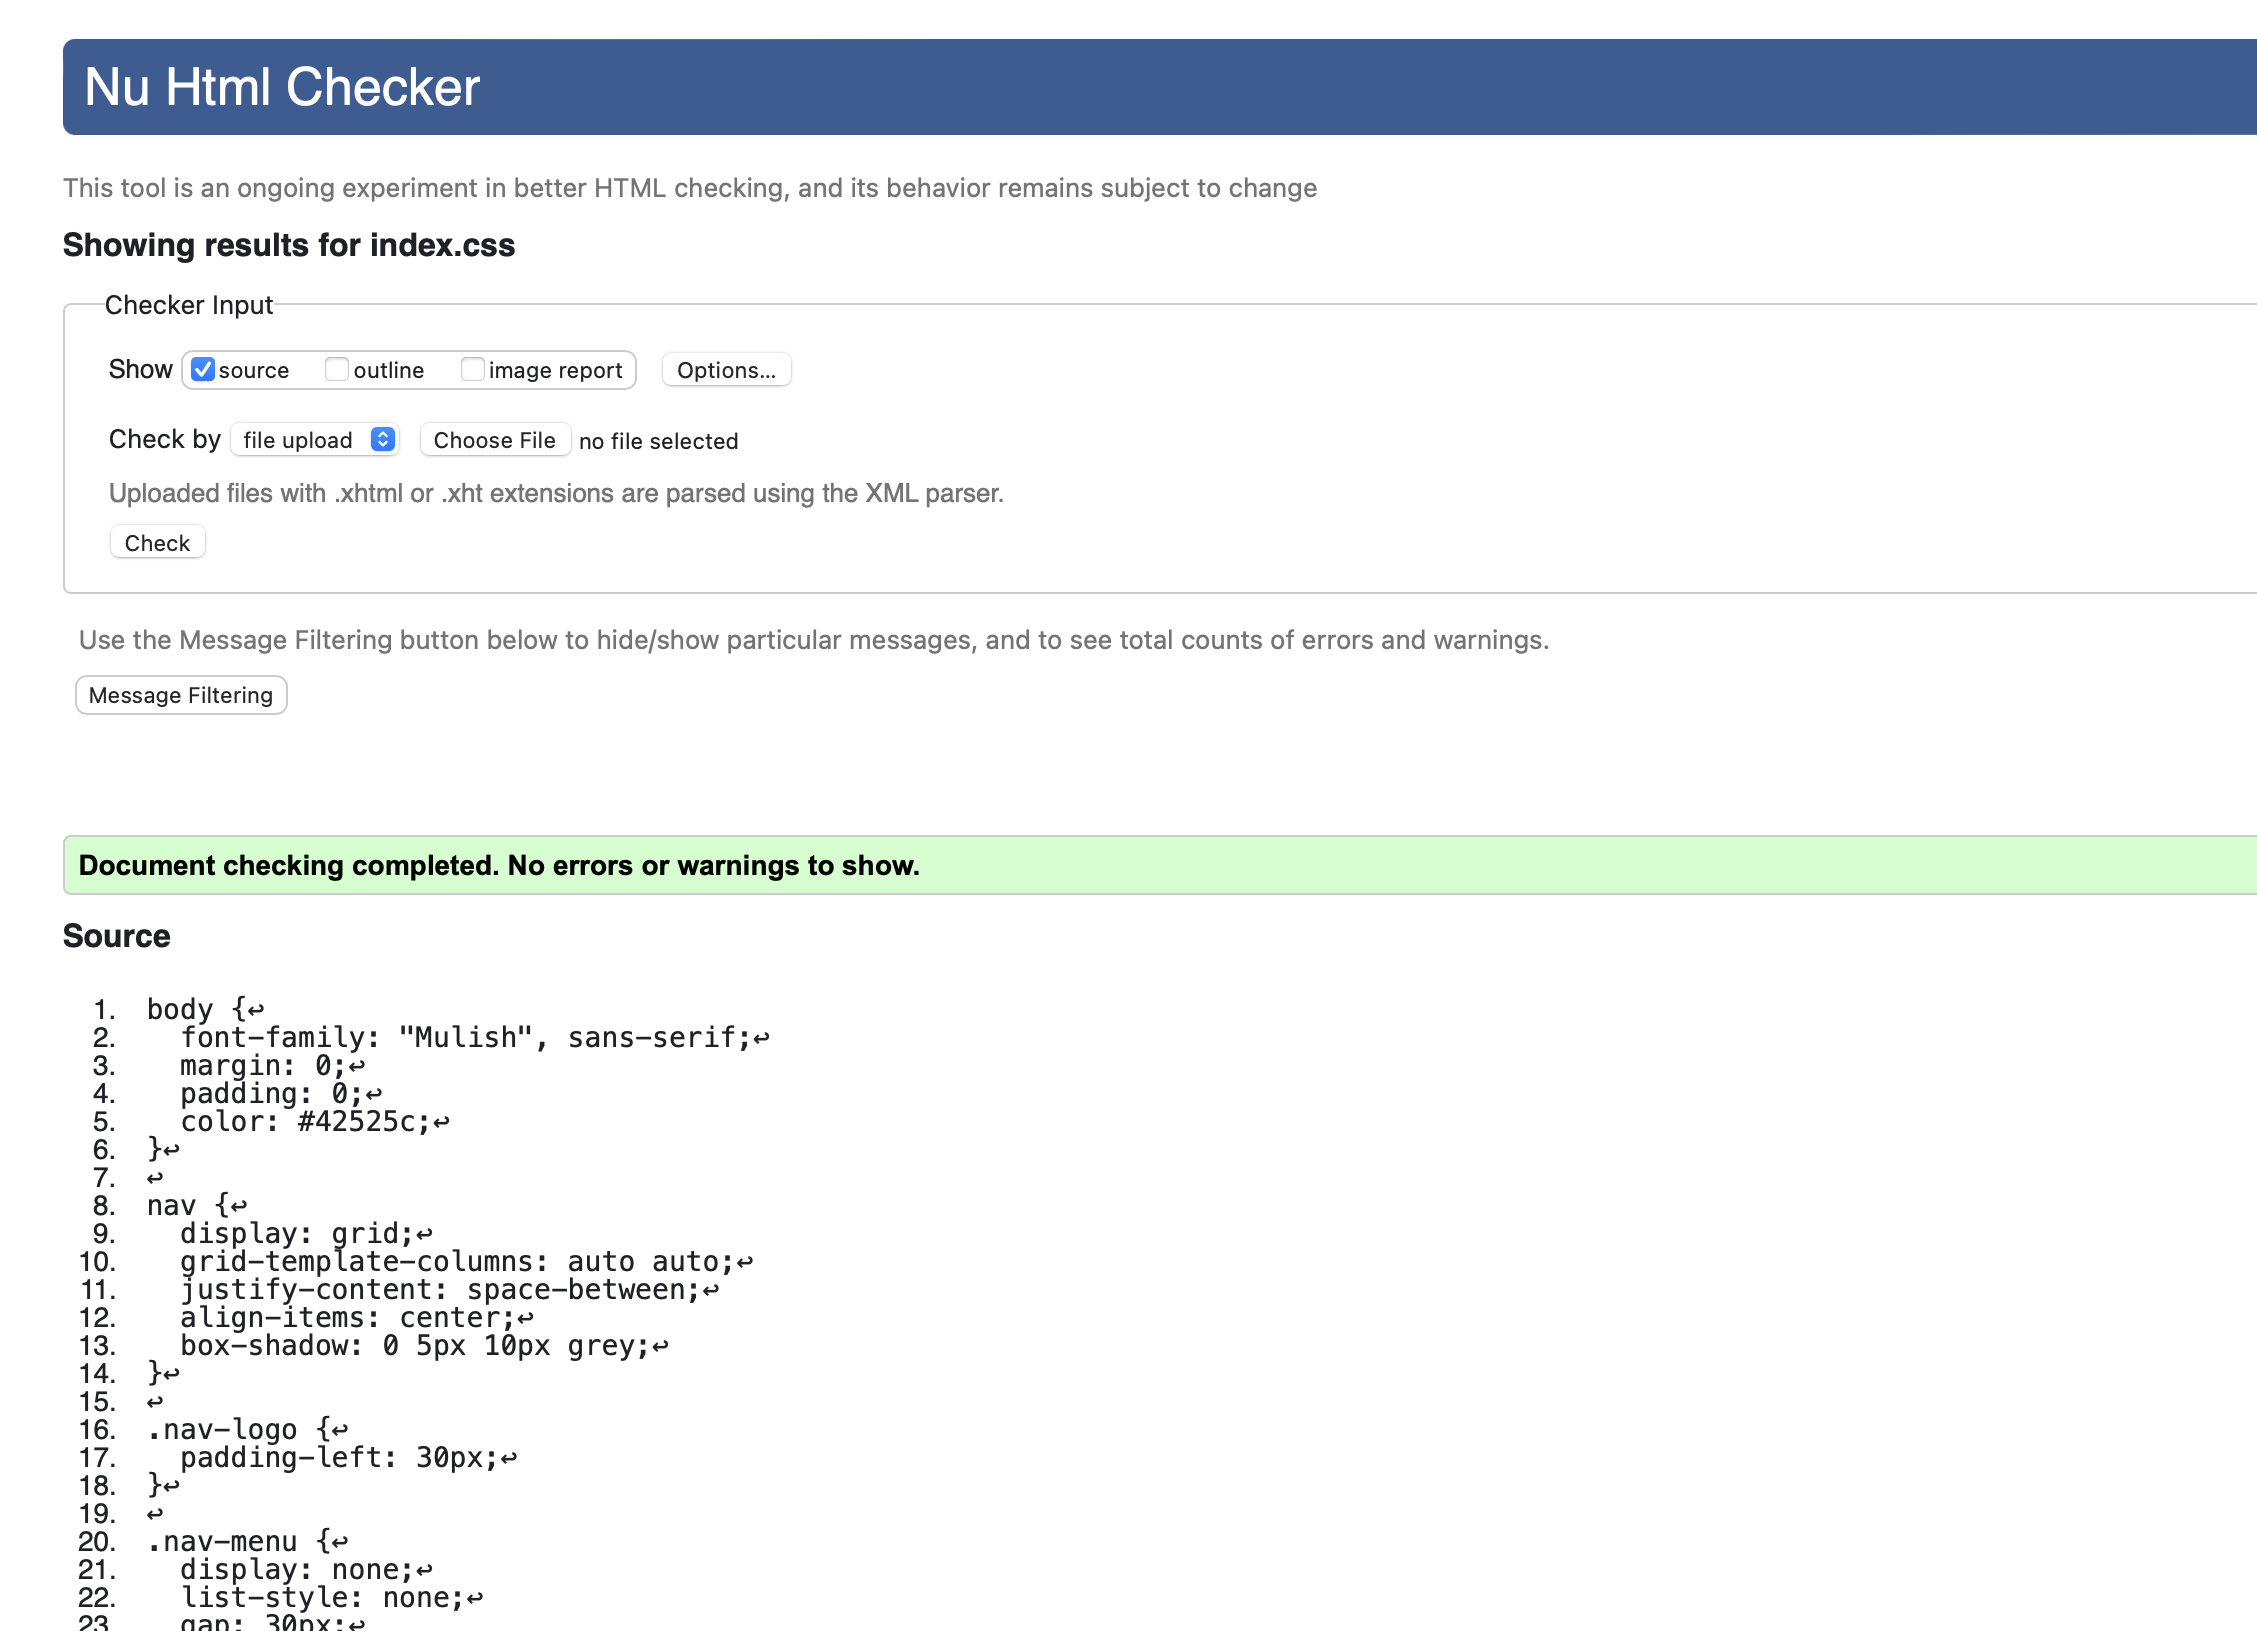 Nu Html Checker
This tool is an ongoing experiment in better HTML checking, and its behavior remains subject to change
Showing results for index.css
Checker Input
Show source outline image report Options...
Check by file upload Choose File no file selected
Uploaded files with .xhtml or .xht extensions are parsed using the XML parser.
Check
Use the Message Filtering button below to hide/show particular messages, and to see total counts of errors and warnings.
Message Filtering
Document checking completed. No errors or warnings to show.
Source
1. body {↩
2.   font-family: "Mulish", sans-serif;↩
3.   margin: 0;↩
4.   padding: 0;↩
5.   color: #42525c;↩
6. }↩
7. ↩
8. nav {↩
9.   display: grid;↩
10.   grid-template-columns: auto auto;↩
11.   justify-content: space-between;↩
12.   align-items: center;↩
13.   box-shadow: 0 5px 10px grey;↩
14. }↩
15. ↩
16. .nav-logo {↩
17.   padding-left: 30px;↩
18. }↩
19. ↩
20. .nav-menu {↩
21.   display: none;↩
22.   list-style: none;↩
23.   gap: 30px;↩